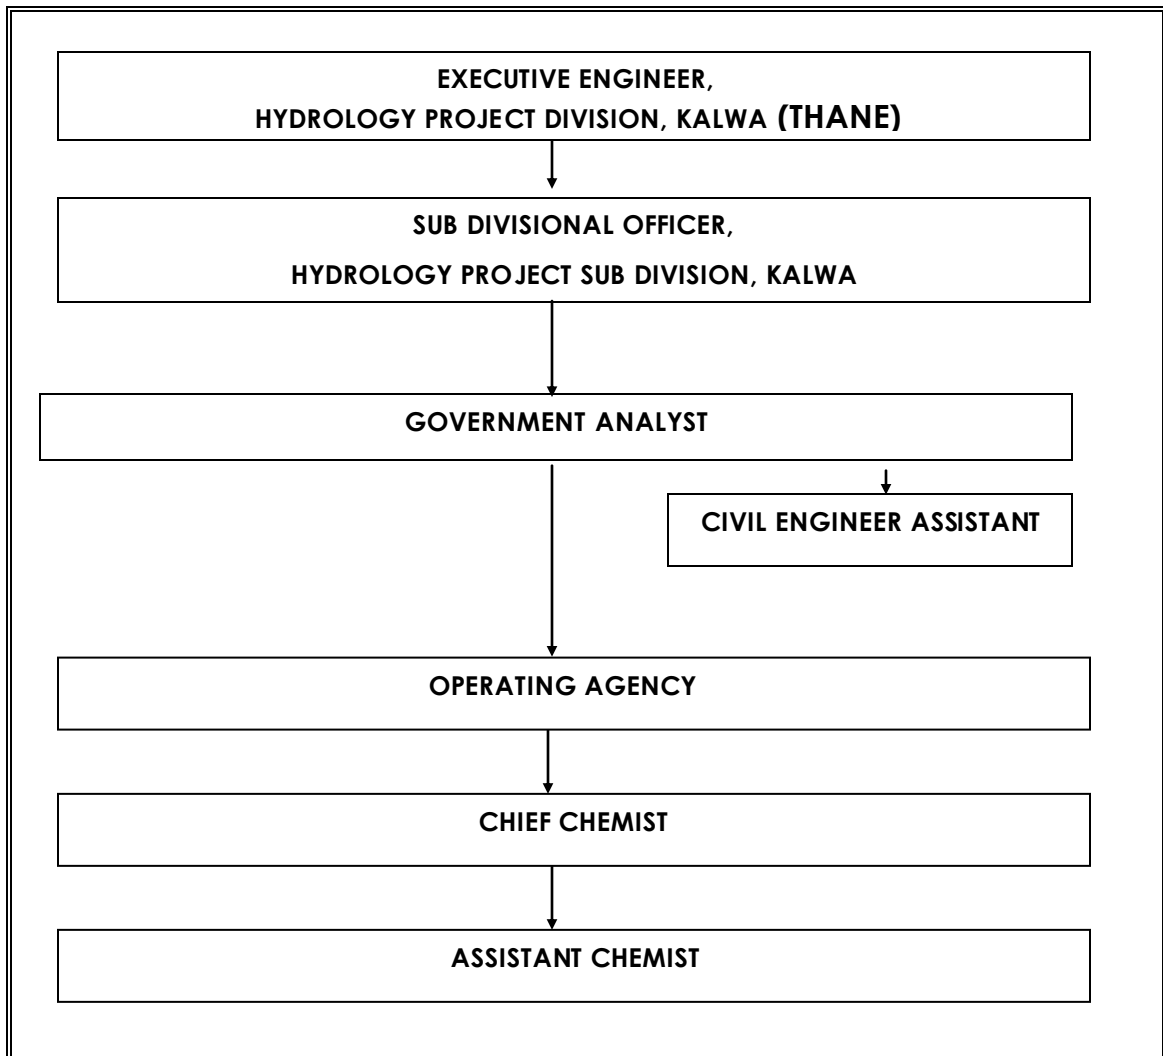 EXECUTIVE ENGINEER,
HYDROLOGY PROJECT DIVISION, KALWA (THANE)
SUB DIVISIONAL OFFICER,
HYDROLOGY PROJECT SUB DIVISION, KALWA
GOVERNMENT ANALYST
CIVIL ENGINEER ASSISTANT
OPERATING AGENCY
CHIEF CHEMIST
ASSISTANT CHEMIST